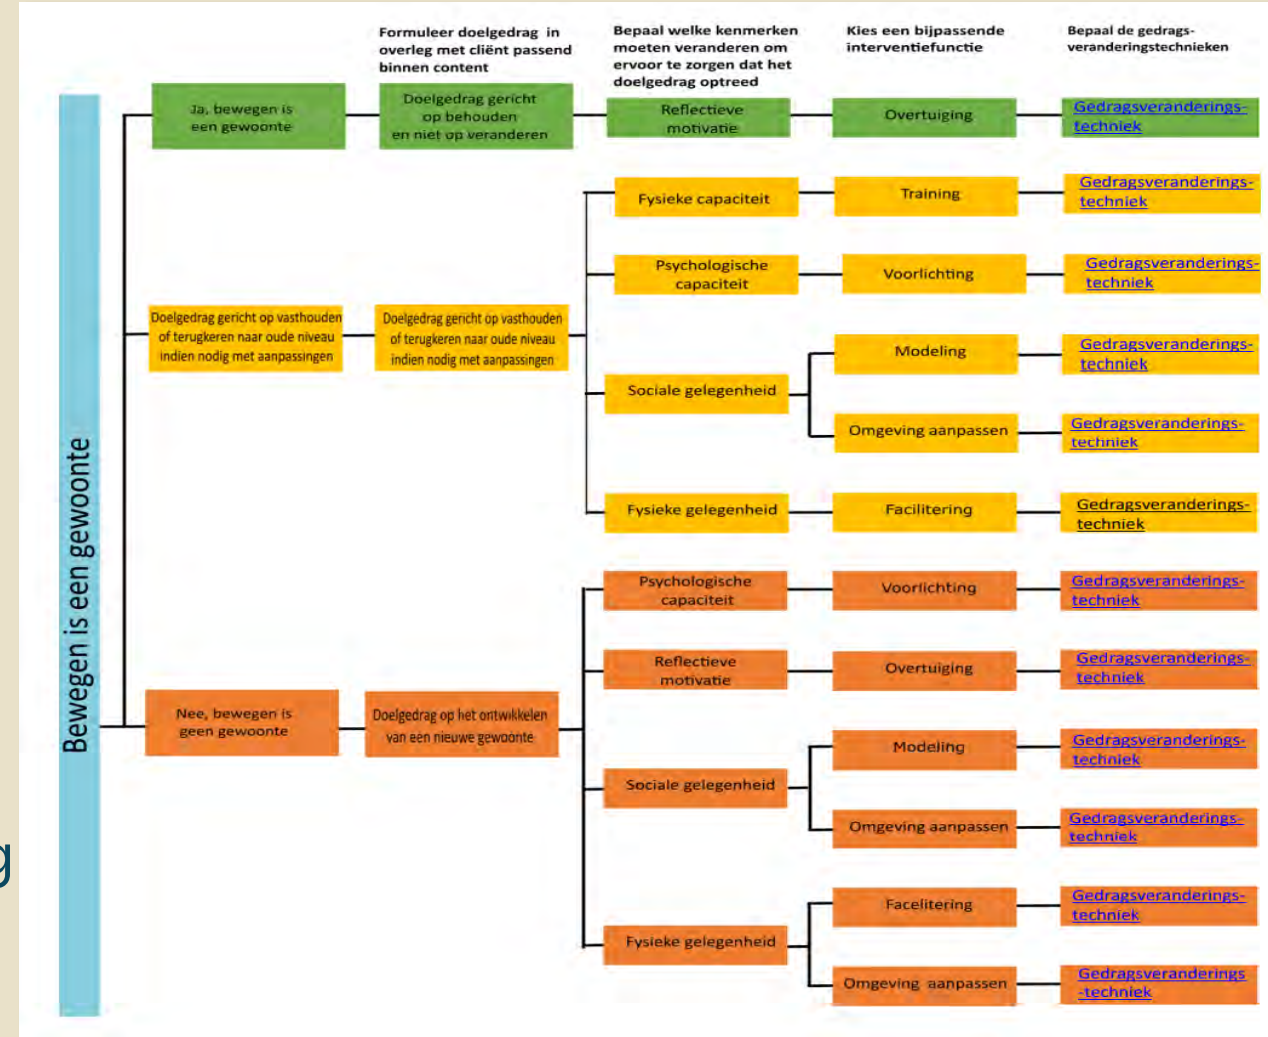 Formuleer doelgedrag in
overleg met cliënt passend
binnen content
Bepaal welke kenmerken
moeten veranderen om
ervoor te zorgen dat het
doelgedrag optreed
Kies een bijpassende
interventiefunctie
Bepaal de gedrags-
veranderingstechnieken
Bewegen is een gewoonte
Ja, bewegen is
een gewoonte
Doelgedrag gericht
op behouden
en niet op veranderen
Reflectieve
motivatie
Overtuiging
Gedragsveranderings-
techniek
Doelgedrag gericht op vasthouden
of terugkeren naar oude niveau
indien nodig met aanpassingen
Doelgedrag gericht op vasthouden
of terugkeren naar oude niveau
indien nodig met aanpassingen
Fysieke capaciteit
Training
Gedragsveranderings-
techniek
Psychologische
capaciteit
Voorlichting
Gedragsveranderings-
techniek
Sociale gelegenheid
Modeling
Gedragsveranderings-
techniek
Omgeving aanpassen
Gedragsveranderings-
techniek
Fysieke gelegenheid
Facilitering
Gedragsveranderings-
techniek
Nee, bewegen is
geen gewoonte
Doelgedrag op het ontwikkelen
van een nieuwe gewoonte
Psychologische
capaciteit
Voorlichting
Gedragsveranderings-
techniek
Reflectieve
motivatie
Overtuiging
Gedragsveranderings-
techniek
Sociale gelegenheid
Modeling
Gedragsveranderings-
techniek
Omgeving aanpassen
Gedragsveranderings-
techniek
Fysieke gelegenheid
Facelitering
Gedragsveranderings-
techniek
Omgeving aanpassen
Gedragsveranderings
-techniek
g